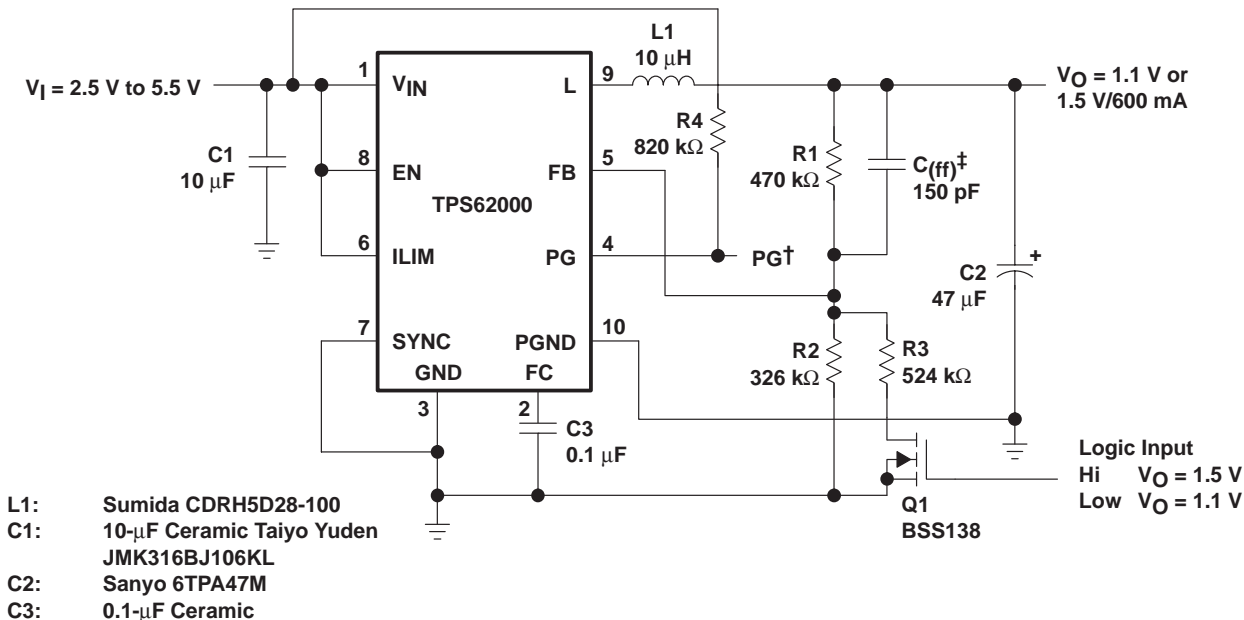 L1
10 μH
V_I = 2.5 V to 5.5 V
1
V_IN
L
9
V_O = 1.1 V or
1.5 V/600 mA
R4
820 kΩ
C1
10 μF
8
EN
FB
5
R1
470 kΩ
C_(ff)‡
150 pF
TPS62000
6
ILIM
PG
4
PG†
C2
47 μF
+
7
SYNC
PGND
10
R2
326 kΩ
R3
524 kΩ
GND
FC
3
2
C3
0.1 μF
Logic Input
Hi V_O = 1.5 V
Low V_O = 1.1 V
Q1
BSS138
L1: Sumida CDRH5D28-100
C1: 10-μF Ceramic Taiyo Yuden
JMK316BJ106KL
C2: Sanyo 6TPA47M
C3: 0.1-μF Ceramic